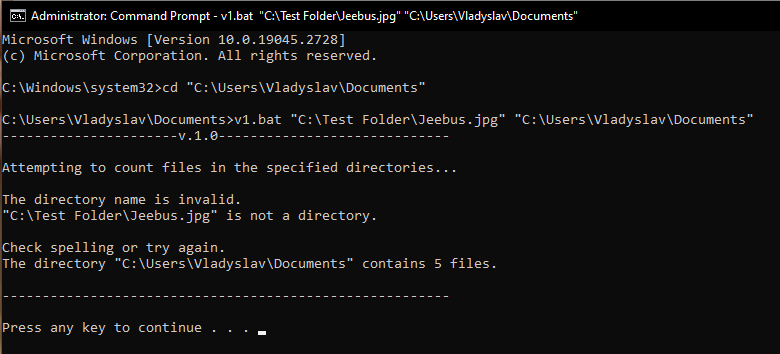 Administrator: Command Prompt - v1.bat "C:\Test Folder\Jeebus.jpg" "C:\Users\Vladyslav\Documents"
Microsoft Windows [Version 10.0.19045.2728]
(c) Microsoft Corporation. All rights reserved.
C:\Windows\system32>cd "C:\Users\Vladyslav\Documents"
C:\Users\Vladyslav\Documents>v1.bat "C:\Test Folder\Jeebus.jpg" "C:\Users\Vladyslav\Documents"
----------------------v.1.0-----------------------------
Attempting to count files in the specified directories...
The directory name is invalid.
"C:\Test Folder\Jeebus.jpg" is not a directory.
Check spelling or try again.
The directory "C:\Users\Vladyslav\Documents" contains 5 files.
--------------------------------------------------------
Press any key to continue . . .